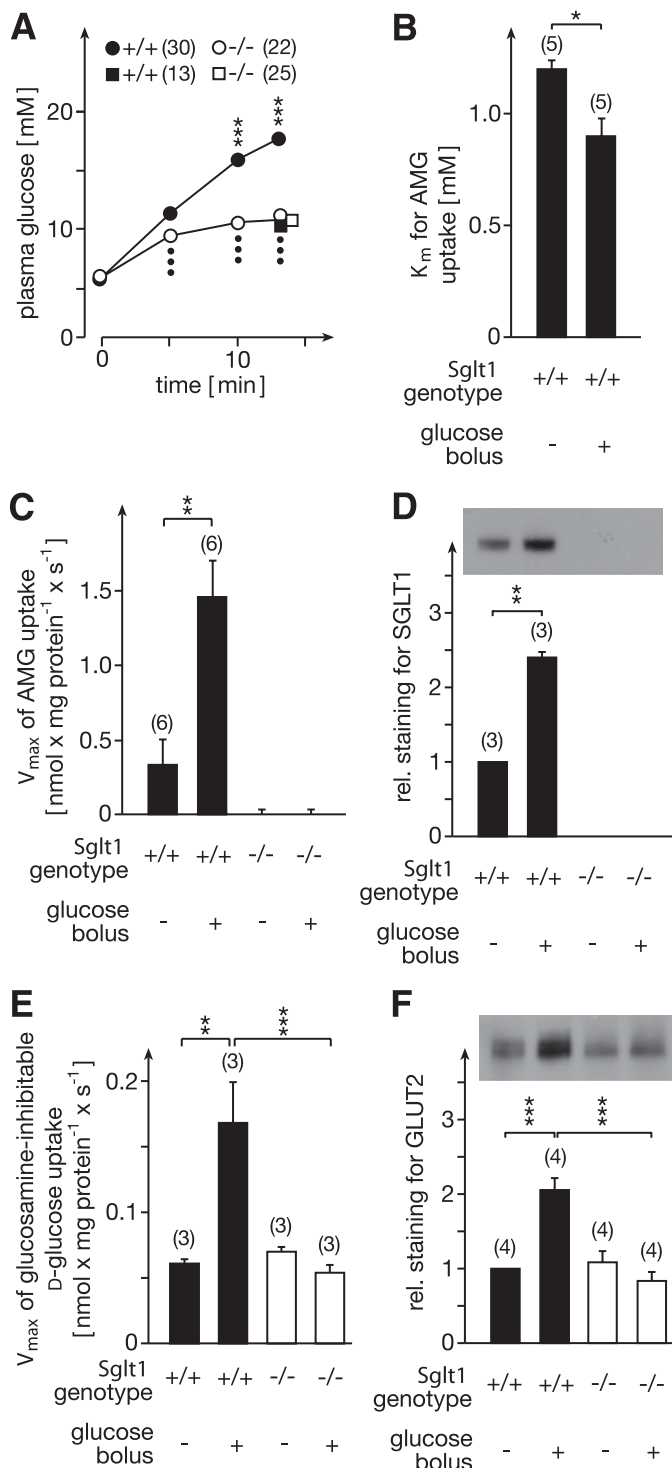 A
+/+ (30) -/- (22)
+/+ (13) -/- (25)
plasma glucose [mM]
20
10
0
***
***
0
10
time [min]
B
*
(5)
(5)
Km for AMG
uptake [mM]
1.0
0.5
0
Sglt1
genotype
+/+ +/+
glucose
bolus
- +
C
**
(6)
(6)
Vmax of AMG uptake
[nmol x mg protein-1 x s-1]
1.5
1.0
0.5
0
Sglt1
genotype
+/+ +/+ -/- -/-
glucose
bolus
- + - +
D
**
(3)
(3)
rel. staining for SGLT1
3
2
1
0
Sglt1
genotype
+/+ +/+ -/- -/-
glucose
bolus
- + - +
E
** ***
(3)
(3) (3) (3)
Vmax of glucosamine-inhibitable
D-glucose uptake
[nmol x mg protein-1 x s-1]
0.2
0.1
0
Sglt1
genotype
+/+ +/+ -/- -/-
glucose
bolus
- + - +
F
*** ***
(4)
(4) (4) (4)
rel. staining for GLUT2
3
2
1
0
Sglt1
genotype
+/+ +/+ -/- -/-
glucose
bolus
- + - +